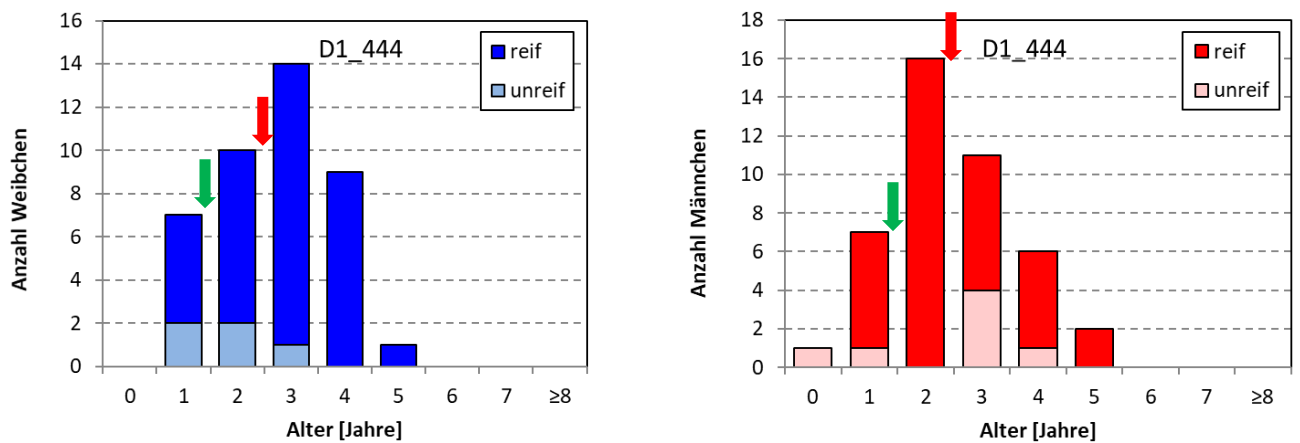 16
14
12
10
8
6
4
2
0
Anzahl Weibchen
D1_444
reif
unreif
0 1 2 3 4 5 6 7 ≥8
Alter [Jahre]
18
16
14
12
10
8
6
4
2
0
Anzahl Männchen
D1_444
reif
unreif
0 1 2 3 4 5 6 7 ≥8
Alter [Jahre]